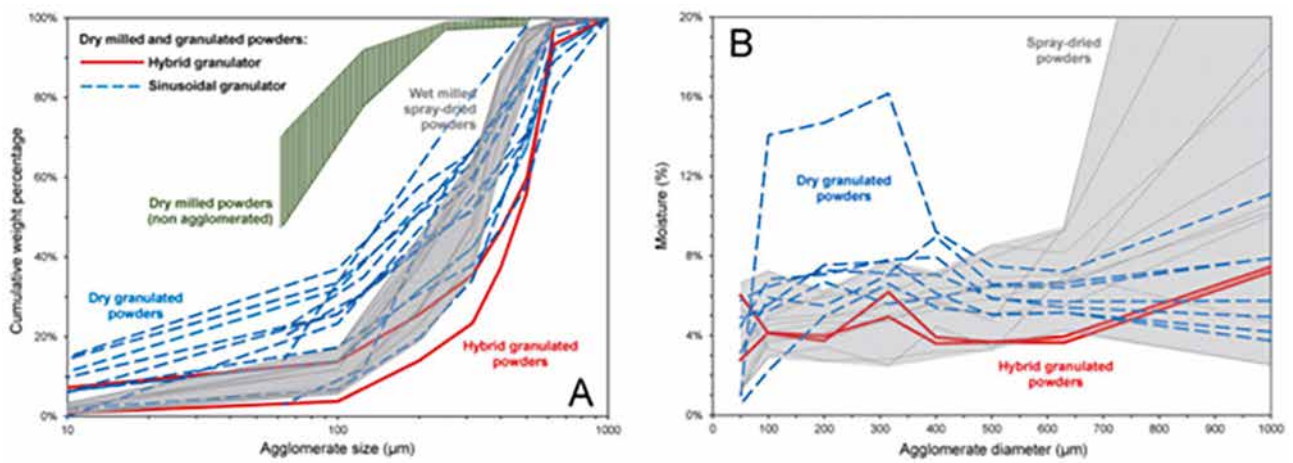 Cumulative weight percentage
100%
80%
60%
40%
20%
0%
Dry milled and granulated powders:
Hybrid granulator
Sinusoidal granulator
Wet milled
spray-dried
powders
Dry milled powders
(non agglomerated)
Dry granulated
powders
Hybrid granulated
powders
A
10
100
1000
Agglomerate size (µm)
Moisture (%)
20%
16%
12%
8%
4%
0%
B
Spray-dried
powders
Dry granulated
powders
Hybrid granulated
powders
0
100
200
300
400
500
600
700
800
900
1000
Agglomerate diameter (µm)